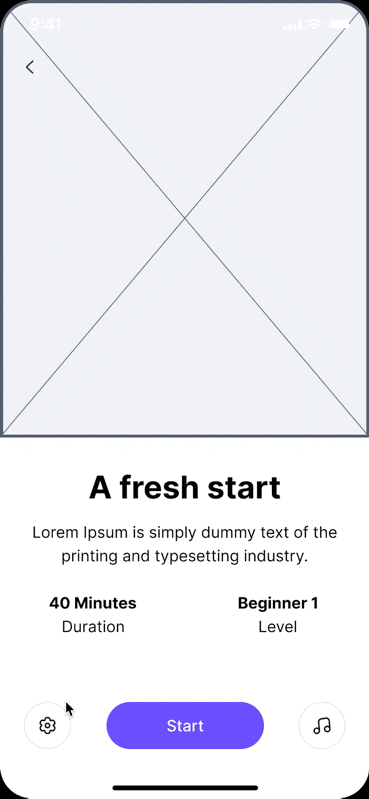 9:41
A fresh start
Lorem Ipsum is simply dummy text of the
printing and typesetting industry.
40 Minutes
Beginner 1
Duration
Level
Start